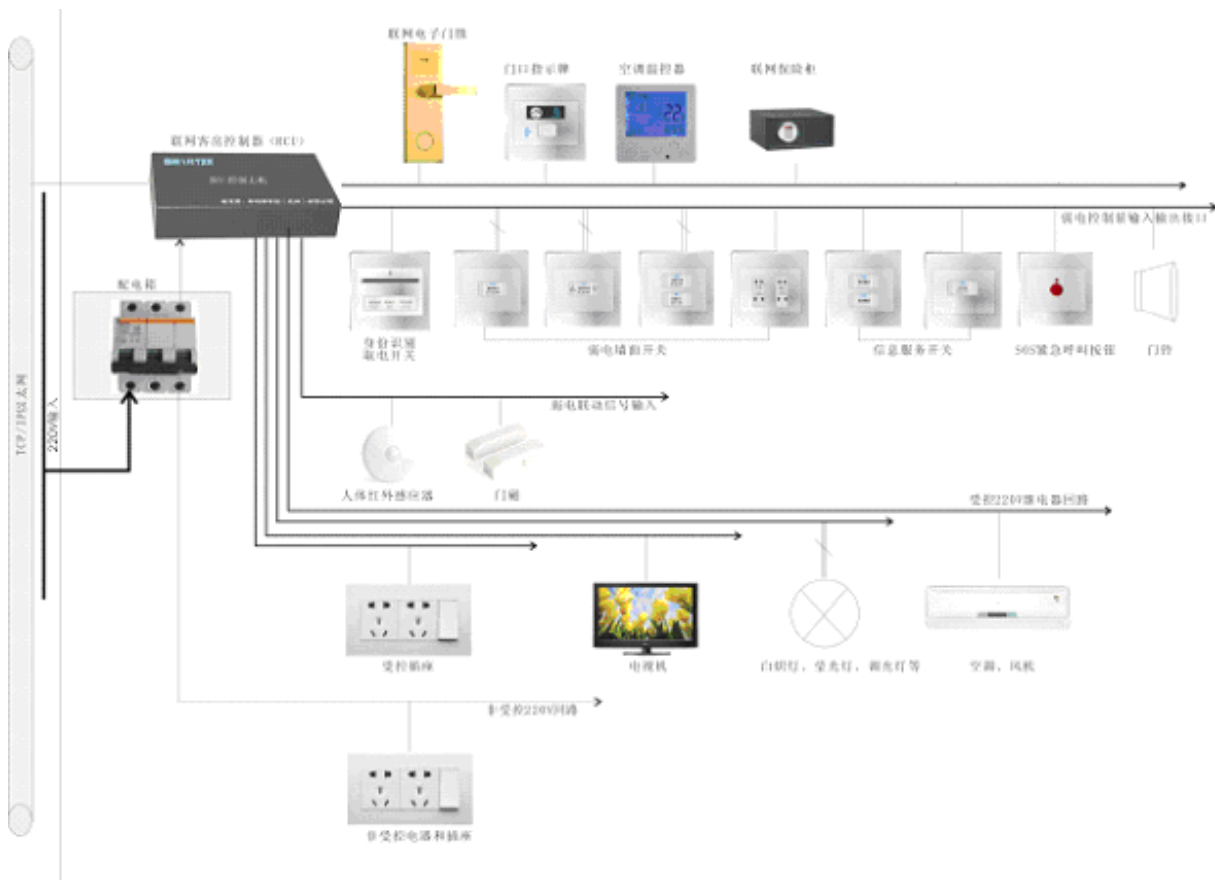 联网电子门锁
门口指示牌
空调温控器
联网保险柜
联网客房控制器（RCU）
22
弱电控制量输入输出接口
配电箱
身份识别
取电开关
弱电墙面开关
信息服务开关
SOS紧急呼叫按钮
门铃
TCP/IP以太网
220V输入
弱电联动信号输入
人体红外感应器
门磁
受控220V继电器回路
受控插座
电视机
白炽灯，荧光灯，调光灯等
空调、风机
非受控220V回路
非受控电器和插座